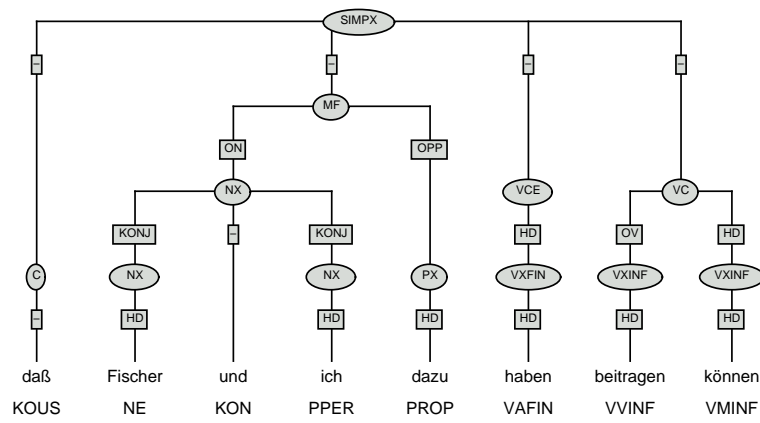 SIMPX
– – – –
MF
ON OPP
NX VCE VC
KONJ – KONJ HD OV HD
C NX NX PX VXFIN VXINF VXINF
– HD HD HD HD HD HD
daß Fischer und ich dazu haben beitragen können
KOUS NE KON PPER PROP VAFIN VVINF VMINF